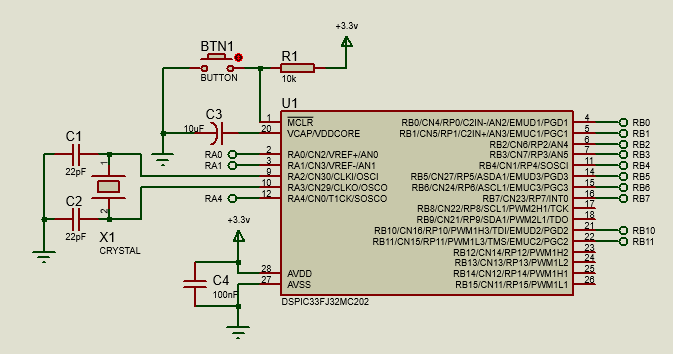 +3.3v
BTN1
BUTTON
R1
10k
U1
C3
10uF
1 MCLR RB0/CN4/RP0/C2IN-/AN2/EMUD1/PGD1 4 RB0
20 VCAP/VDDCORE RB1/CN5/RP1/C2IN+/AN3/EMUC1/PGC1 5 RB1
RB2/CN6/RP2/AN4 6 RB2
RA0 2 RA0/CN2/VREF+/AN0 RB3/CN7/RP3/AN5 7 RB3
RA1 3 RA1/CN3/VREF-/AN1 RB4/CN1/RP4/SOSCI 11 RB4
9 RA2/CN30/CLKI/OSCI RB5/CN27/RP5/ASDA1/EMUD3/PGD3 14 RB5
10 RA3/CN29/CLKO/OSCO RB6/CN24/RP6/ASCL1/EMUC3/PGC3 15 RB6
RA4 12 RA4/CN0/T1CK/SOSCO RB7/CN23/RP7/INT0 16 RB7
RB8/CN22/RP8/SCL1/PWM2H1/TCK 17
RB9/CN21/RP9/SDA1/PWM2L1/TDO 18
RB10/CN16/RP10/PWM1H3/TDI/EMUD2/PGD2 21 RB10
RB11/CN15/RP11/PWM1L3/TMS/EMUC2/PGC2 22 RB11
RB12/CN14/RP12/PWM1H2 23
RB13/CN13/RP13/PWM1L2 24
28 AVDD RB14/CN12/RP14/PWM1H1 25
27 AVSS RB15/CN11/RP15/PWM1L1 26
DSPIC33FJ32MC202
C1
22pF
1
2
C2
22pF
X1
CRYSTAL
+3.3v
C4
100nF